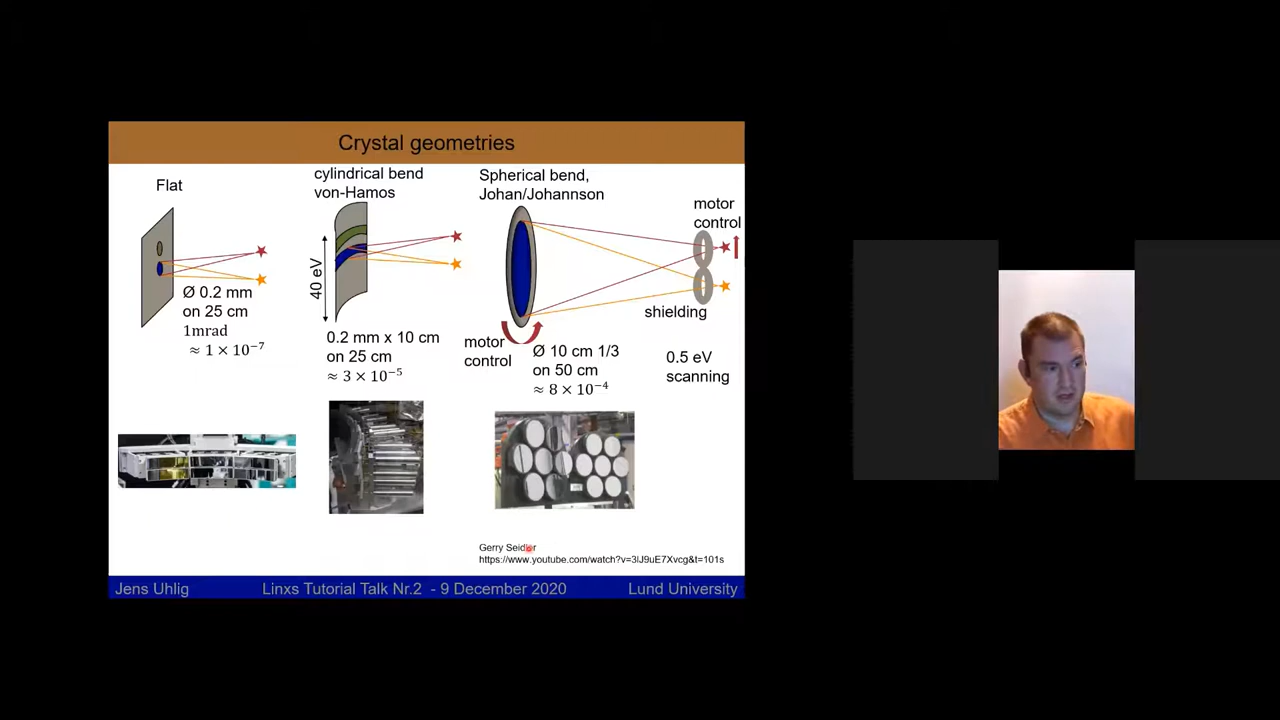 Crystal geometries
Flat
Ø 0.2 mm
on 25 cm
1mrad
≈ 1 × 10⁻⁷
cylindrical bend
von-Hamos
40 eV
0.2 mm x 10 cm
on 25 cm
≈ 3 × 10⁻⁵
Spherical bend,
Johan/Johannson
motor
control
shielding
motor
control
Ø 10 cm 1/3
on 50 cm
≈ 8 × 10⁻⁴
0.5 eV
scanning
Gerry Seidler
https://www.youtube.com/watch?v=3iJ9uE7Xvcg&t=101s
Jens Uhlig
Linxs Tutorial Talk Nr.2 - 9 December 2020
Lund University